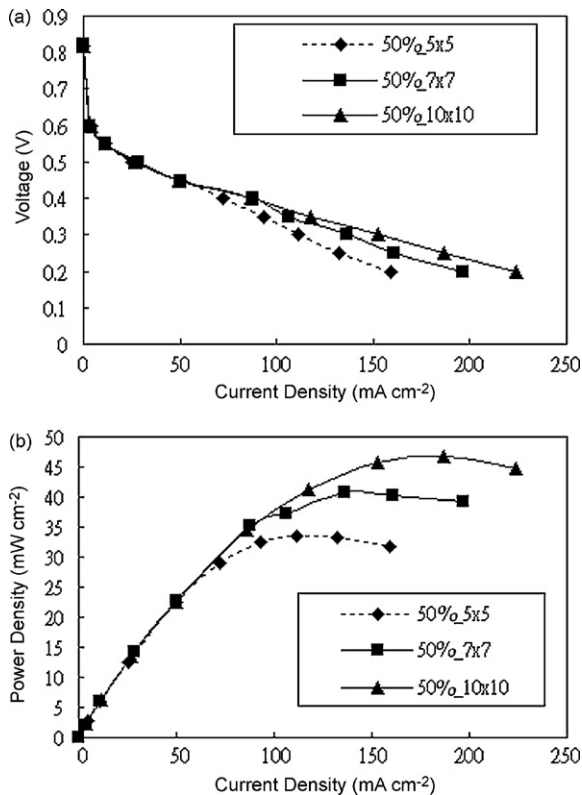 (a)
0.9
0.8
0.7
0.6
0.5
0.4
0.3
0.2
0.1
0
Voltage (V)
50%_5x5
50%_7x7
50%_10x10
0 50 100 150 200 250
Current Density (mA cm-2)
(b)
50
45
40
35
30
25
20
15
10
5
0
Power Density (mW cm-2)
50%_5x5
50%_7x7
50%_10x10
0 50 100 150 200 250
Current Density (mA cm-2)